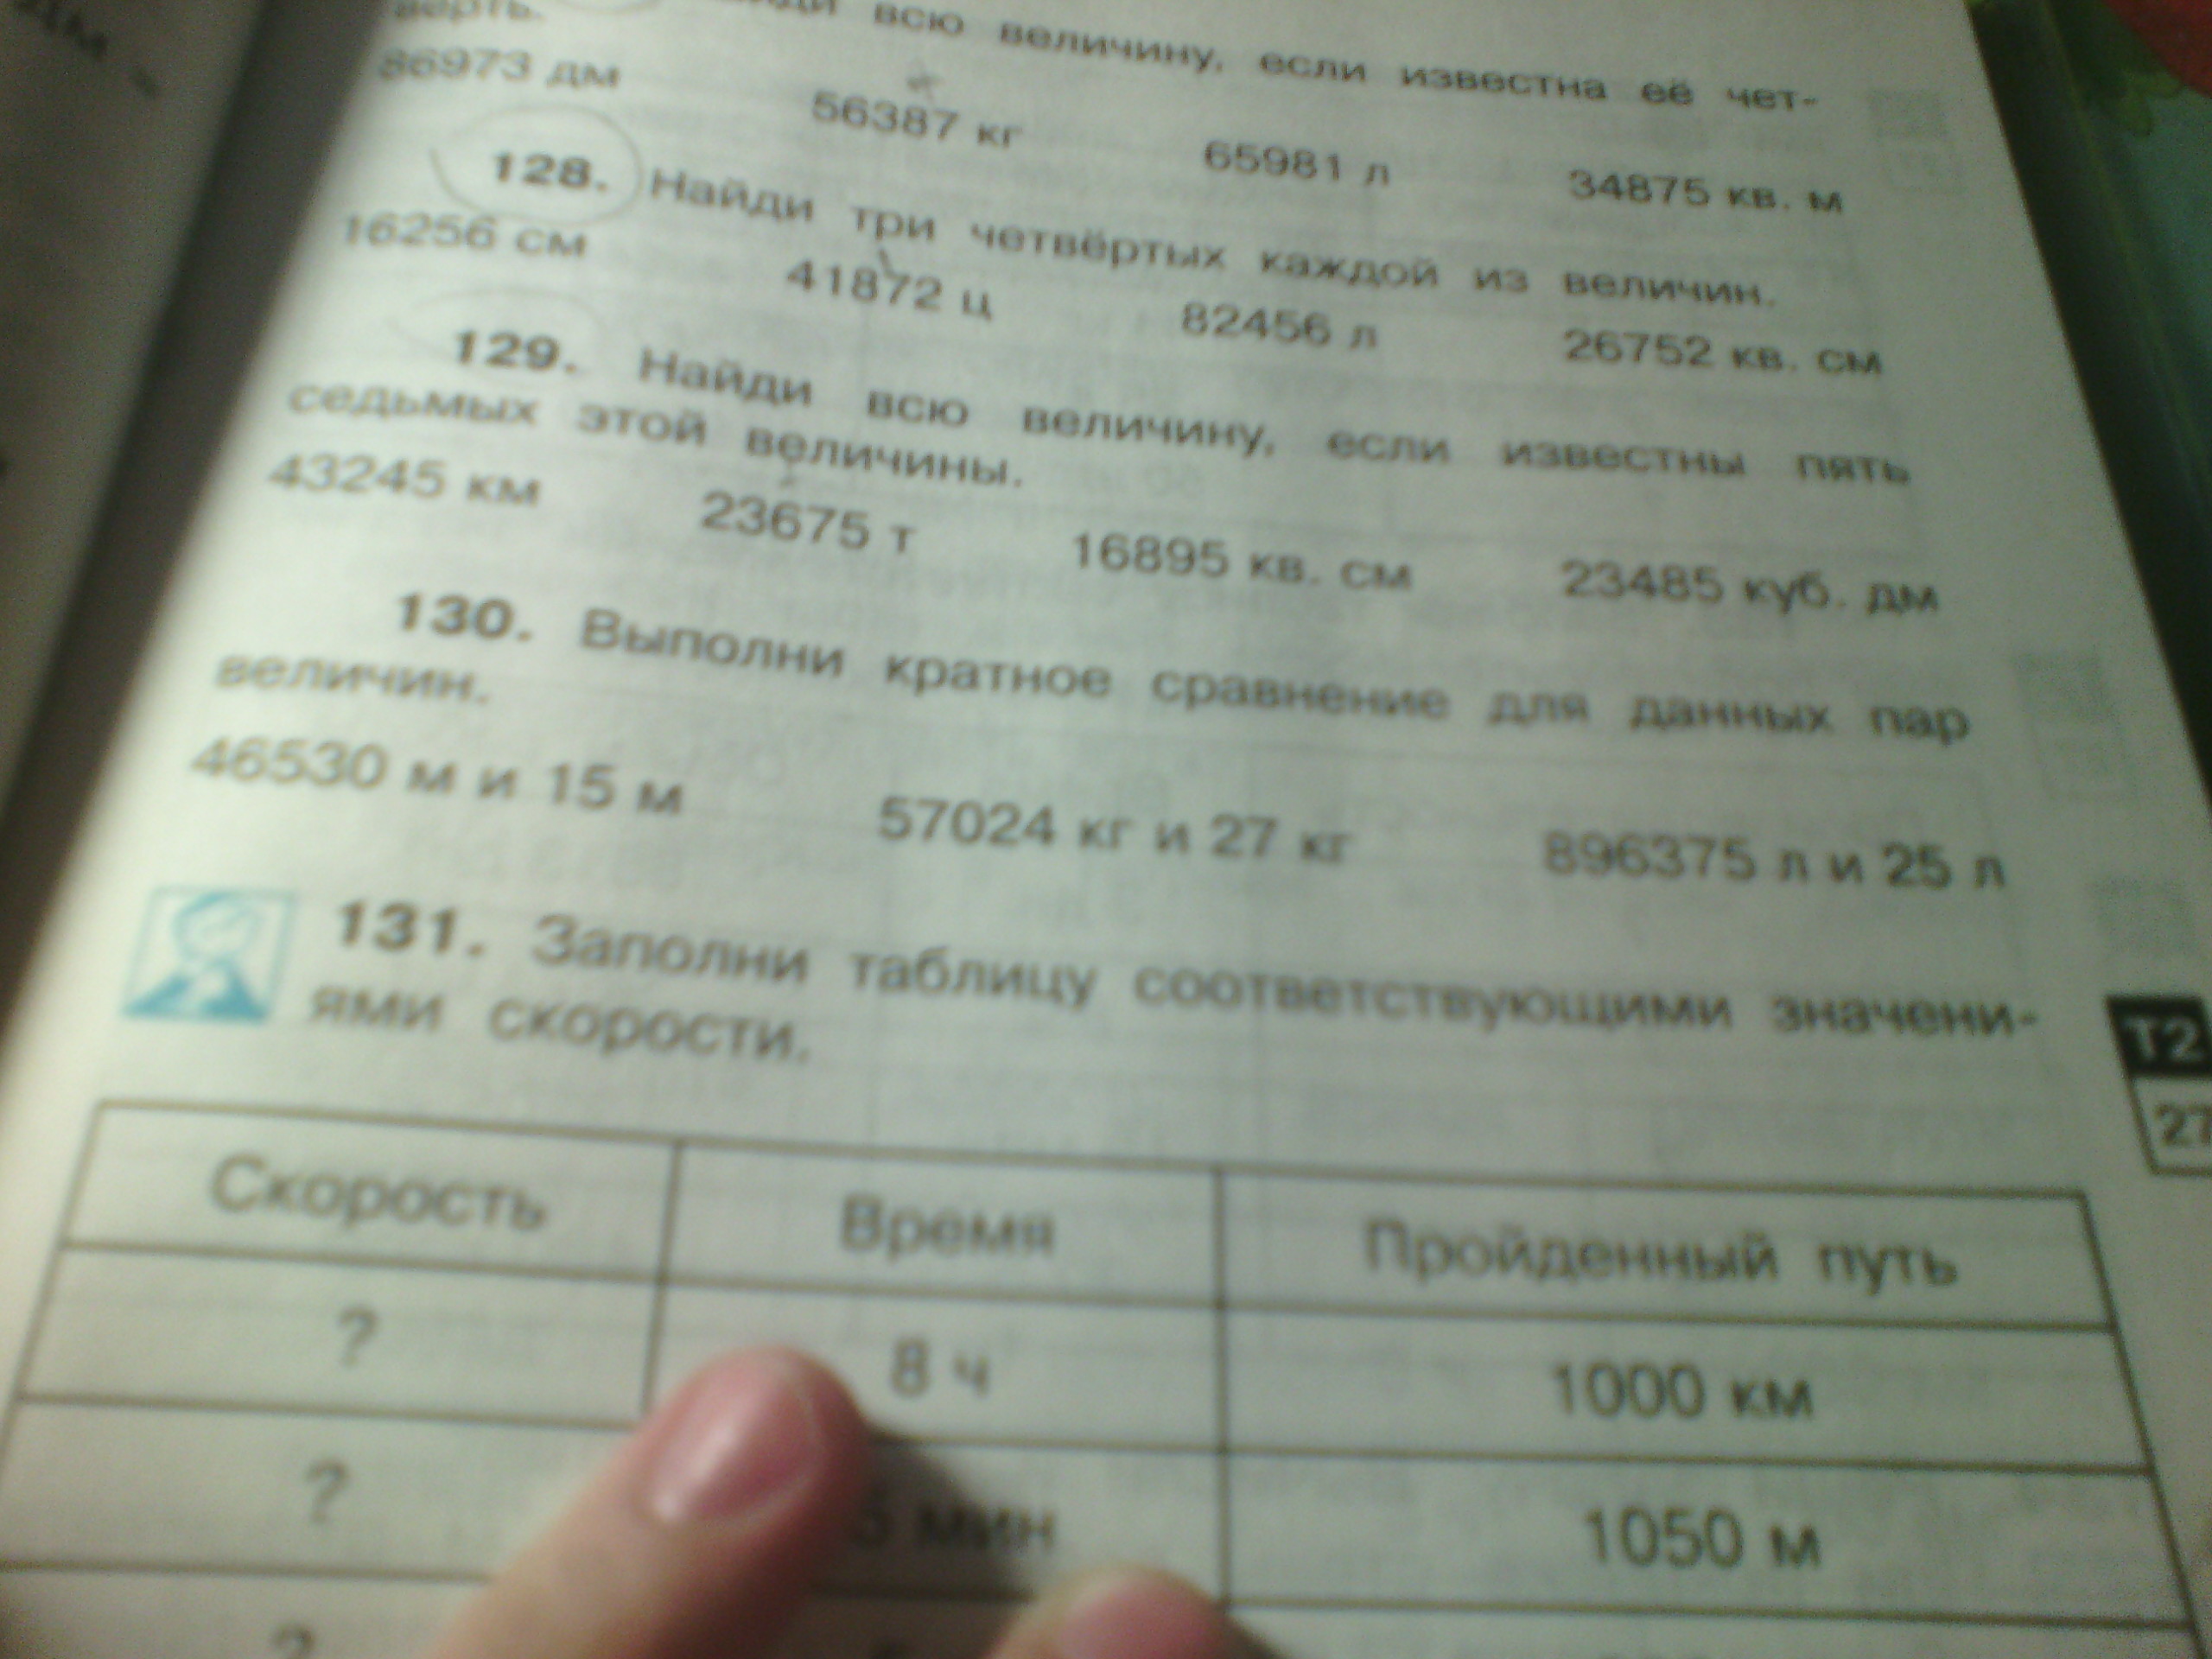 всю величину, если известна её чет-
верть.
86973 дм 56387 кг 65981 л 34875 кв. м
128. Найди три четвёртых каждой из величин.
16256 см 41872 ц 82456 л 26752 кв. см
129. Найди всю величину, если известны пять
седьмых этой величины.
43245 км 23675 т 16895 кв. см 23485 куб. дм
130. Выполни кратное сравнение для данных пар
величин.
46530 м и 15 м 57024 кг и 27 кг 896375 л и 25 л
131. Заполни таблицу соответствующими значени-
ями скорости.
Т2
27
Скорость Время Пройденный путь
? 8 ч 1000 км
? мин 1050 м
?